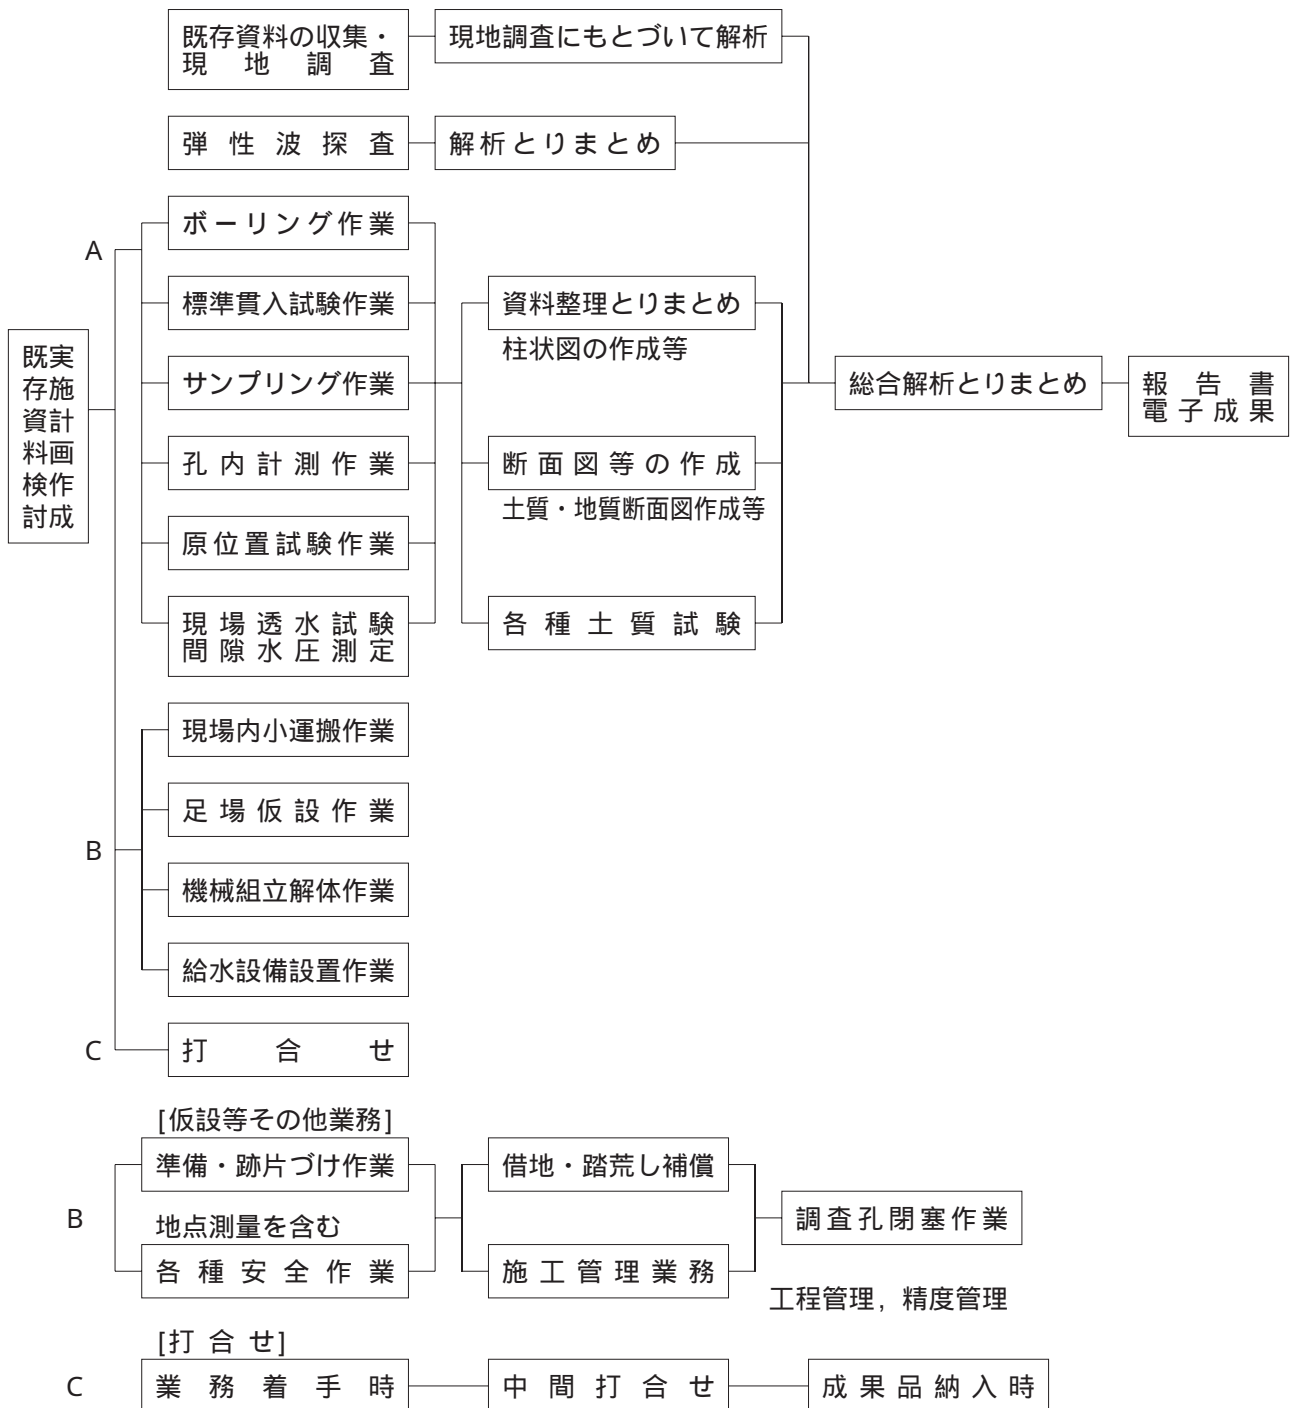 既存資料の収集・
現地調査
現地調査にもとづいて解析
弾性波探査
解析とりまとめ
A
ボーリング作業
標準貫入試験作業
サンプリング作業
孔内計測作業
原位置試験作業
現場透水試験
間隙水圧測定
資料整理とりまとめ
柱状図の作成等
断面図等の作成
土質・地質断面図作成等
各種土質試験
総合解析とりまとめ
報告書
電子成果
既存資料検討
実施計画作成
B
現場内小運搬作業
足場仮設作業
機械組立解体作業
給水設備設置作業
C
打合せ
[仮設等その他業務]
B
準備・跡片づけ作業
地点測量を含む
各種安全作業
借地・踏荒し補償
施工管理業務
調査孔閉塞作業
工程管理，精度管理
[打合せ]
C
業務着手時
中間打合せ
成果品納入時